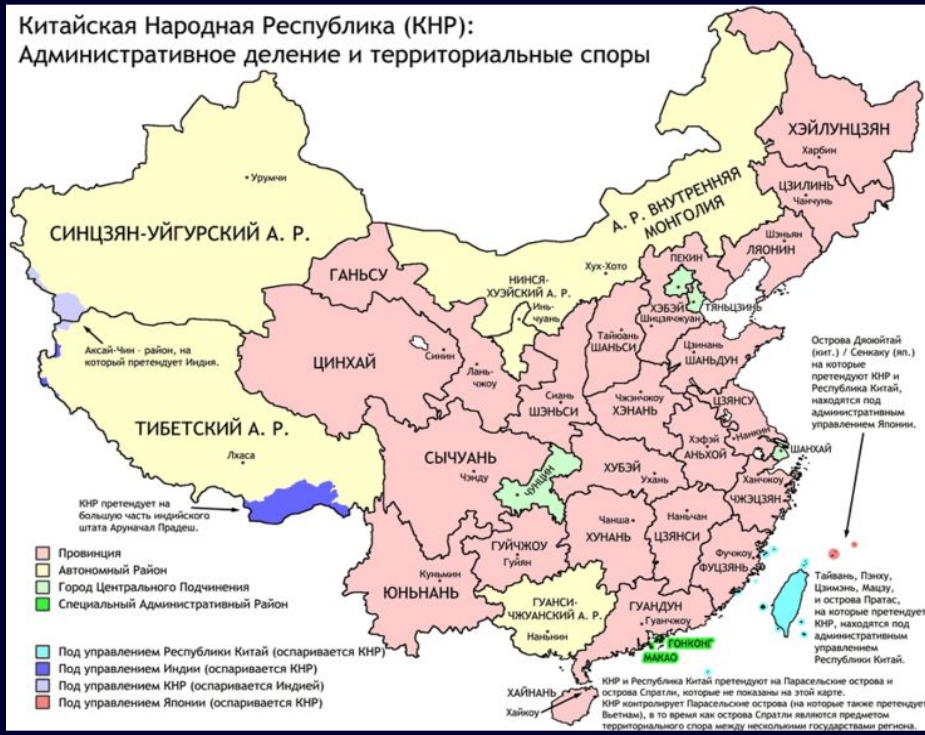 Китайская Народная Республика (КНР):
Административное деление и территориальные споры
ХЭЙЛУНЦЗЯН
Харбин
ЦЗИЛИНЬ
Чанчунь
Шэньян
ЛЯОНИН
А. Р. ВНУТРЕННЯЯ
МОНГОЛИЯ
Хух-Хото
Урумчи
СИНЦЗЯН-УЙГУРСКИЙ А. Р.
ГАНЬСУ
НИНСЯ-
ХУЭЙСКИЙ А. Р.
Инь-
чуань
ПЕКИН
ТЯНЬЦЗИНЬ
ХЭБЭЙ
Шицзячжуан
Тайюань
ШАНЬСИ
Цзинань
ШАНЬДУН
Аксай-Чин – район, на
который претендует Индия.
ЦИНХАЙ
Синин
Лань-
чжоу
Сиань
ШЭНЬСИ
Чжэнчжоу
ХЭНАНЬ
ЦЗЯНСУ
Нанкин
Хэфэй
АНЬХОЙ
ШАНХАЙ
Острова Дяоюйтай
(кит.) / Сенкаку (яп.)
на которые
претендуют КНР и
Республика Китай,
находятся под
административным
управлением Японии.
ТИБЕТСКИЙ А. Р.
Лхаса
СЫЧУАНЬ
Чэнду
ЧУНЦИН
ХУБЭЙ
Ухань
Ханчжоу
ЧЖЭЦЗЯН
КНР претендует на
большую часть индийского
штата Аруначал Прадеш.
Чанша
ХУНАНЬ
Наньчан
ЦЗЯНСИ
Фучжоу
ФУЦЗЯНЬ
ГУЙЧЖОУ
Гуйян
Куньмин
ЮНЬНАНЬ
ГУАНСИ-
ЧЖУАНСКИЙ А. Р.
Наньнин
ГУАНДУН
Гуанчжоу
ГОНКОНГ
МАКАО
ХАЙНАНЬ
Хайкоу
Тайвань, Пэнху,
Цзимэнь, Мацзу,
и острова Пратас,
на которые претендует
КНР, находятся под
административным
управлением
Республики Китай.
Провинция
Автономный Район
Город Центрального Подчинения
Специальный Административный Район
Под управлением Республики Китай (оспаривается КНР)
Под управлением Индии (оспаривается КНР)
Под управлением КНР (оспаривается Индией)
Под управлением Японии (оспаривается КНР)
КНР и Республика Китай претендуют на Парасельские острова и
острова Спратли, которые не показаны на этой карте.
КНР контролирует Парасельские острова (на которые также претендует
Вьетнам), в то время как острова Спратли являются предметом
территориального спора между несколькими государствами региона.